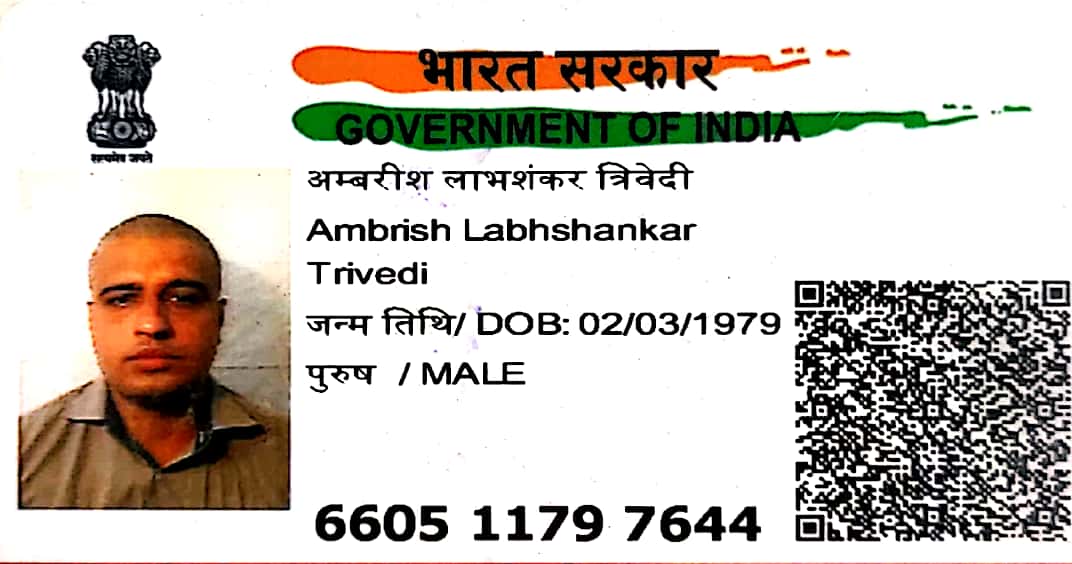 भारत सरकार
GOVERNMENT OF INDIA
सत्यमेव जयते
अम्बरीश लाभशंकर त्रिवेदी
Ambrish Labhshankar
Trivedi
जन्म तिथि/ DOB: 02/03/1979
पुरुष / MALE
6605 1179 7644